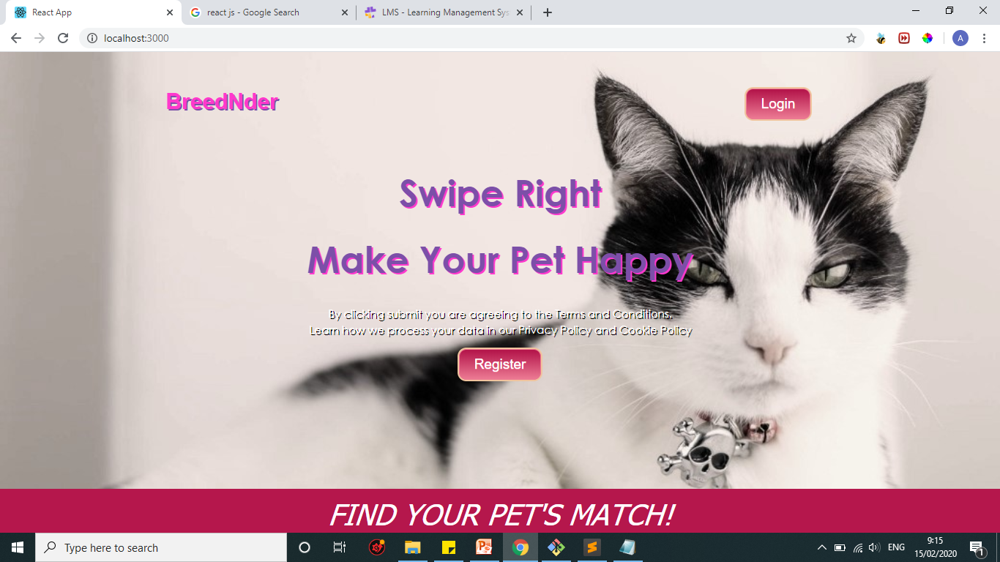 React App
react js - Google Search
LMS - Learning Management Sys
localhost:3000
A
BreedNder
Login
Swipe Right
Make Your Pet Happy
By clicking submit you are agreeing to the Terms and Conditions.
Learn how we process your data in our Privacy Policy and Cookie Policy
Register
FIND YOUR PET'S MATCH!
Type here to search
ENG
9:15
15/02/2020
1